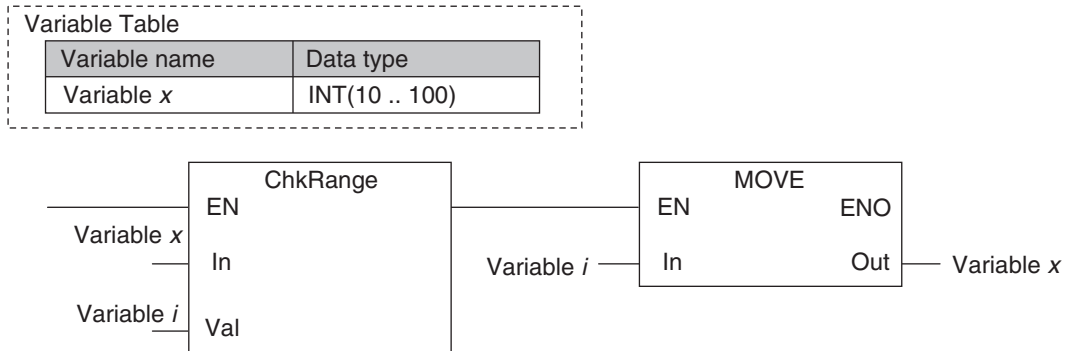 Variable Table
Variable name Data type
Variable x INT(10 .. 100)
ChkRange MOVE
EN EN ENO
Variable x In Variable i In Out Variable x
Variable i Val